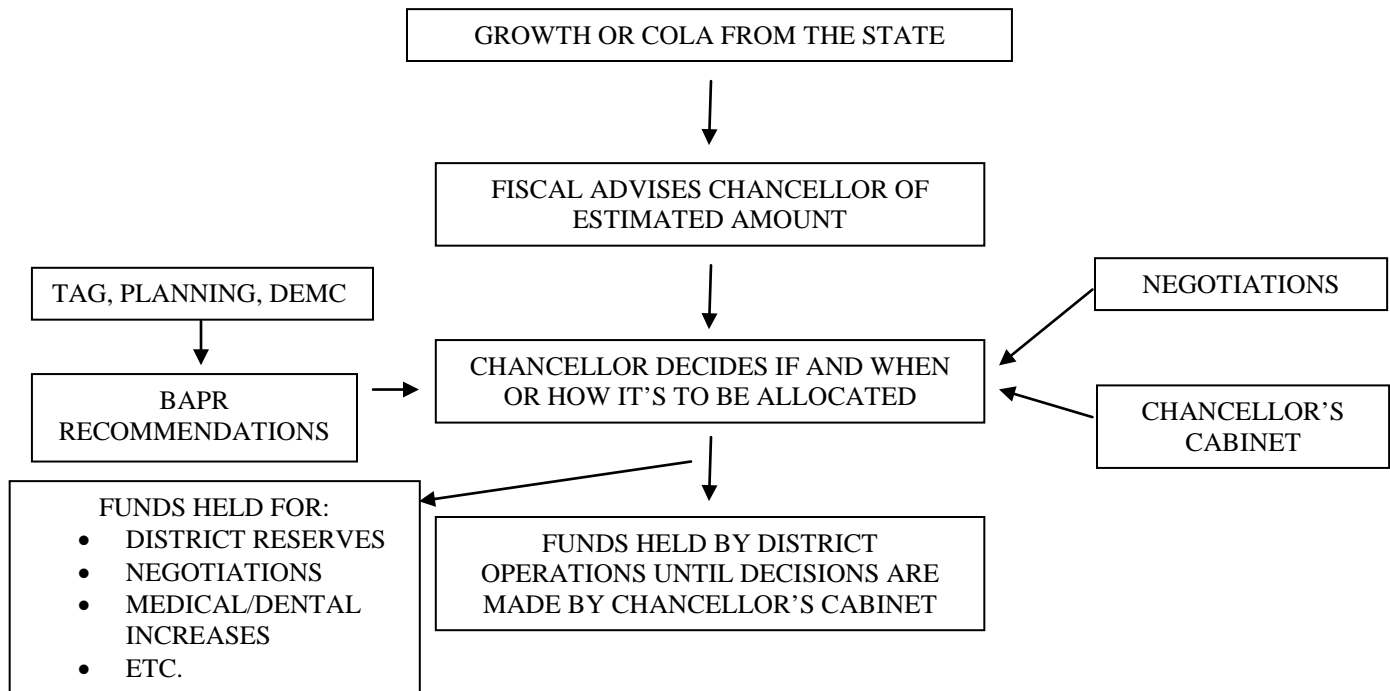 GROWTH OR COLA FROM THE STATE
FISCAL ADVISES CHANCELLOR OF
ESTIMATED AMOUNT
TAG, PLANNING, DEMC
NEGOTIATIONS
CHANCELLOR DECIDES IF AND WHEN
OR HOW IT’S TO BE ALLOCATED
BAPR
RECOMMENDATIONS
CHANCELLOR’S
CABINET
FUNDS HELD FOR:
• DISTRICT RESERVES
• NEGOTIATIONS
• MEDICAL/DENTAL
INCREASES
• ETC.
FUNDS HELD BY DISTRICT
OPERATIONS UNTIL DECISIONS ARE
MADE BY CHANCELLOR’S CABINET